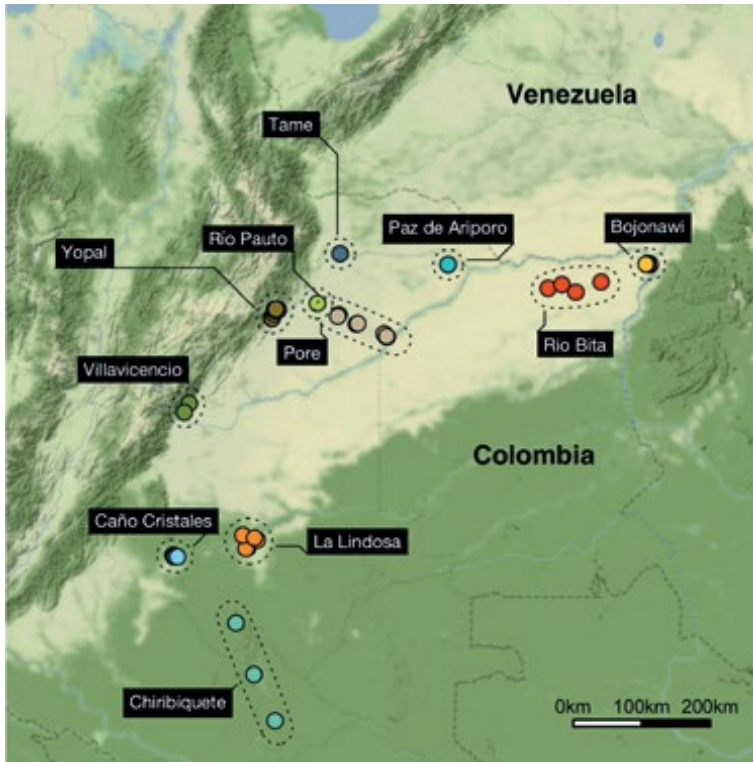 Venezuela
Tame
Río Pauto
Paz de Ariporo
Bojonawi
Yopal
Pore
Rio Bita
Villavicencio
Colombia
Caño Cristales
La Lindosa
Chiribiquete
0km 100km 200km